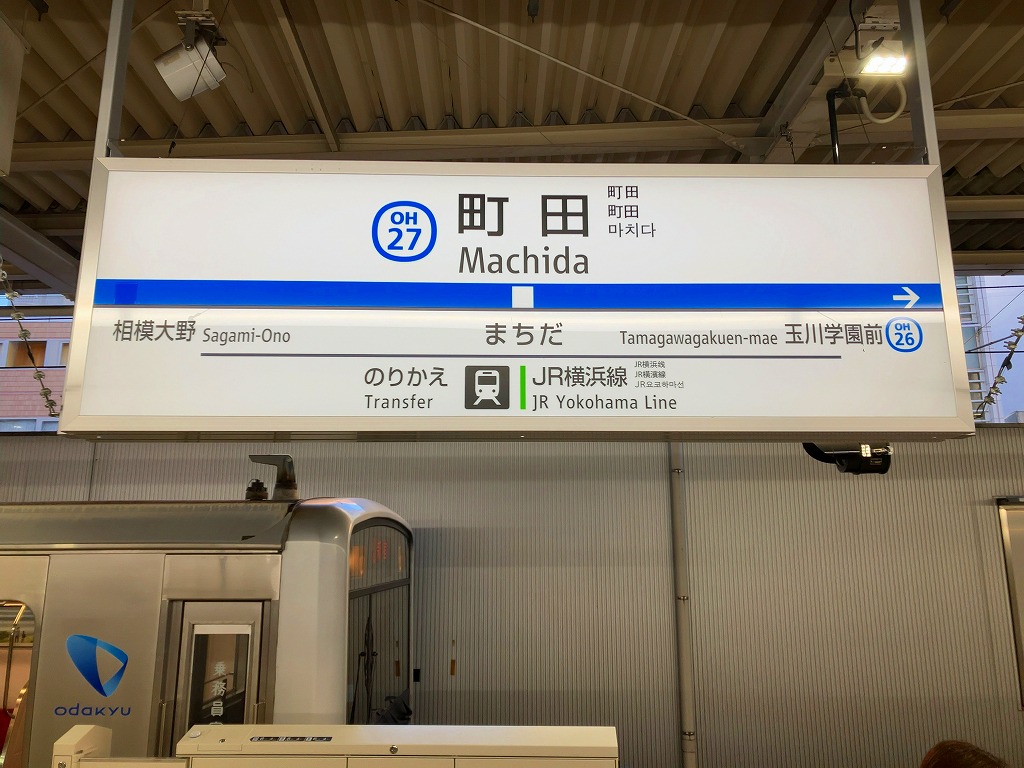 OH
27
町田
Machida
町田
町田
마치다
相模大野 Sagami-Ono
まちだ
Tamagawagakuen-mae 玉川学園前
OH
26
のりかえ
Transfer
JR横浜線
JR Yokohama Line
JR横浜线
JR橫濱線
JR요코하마선
odakyu
乗務員